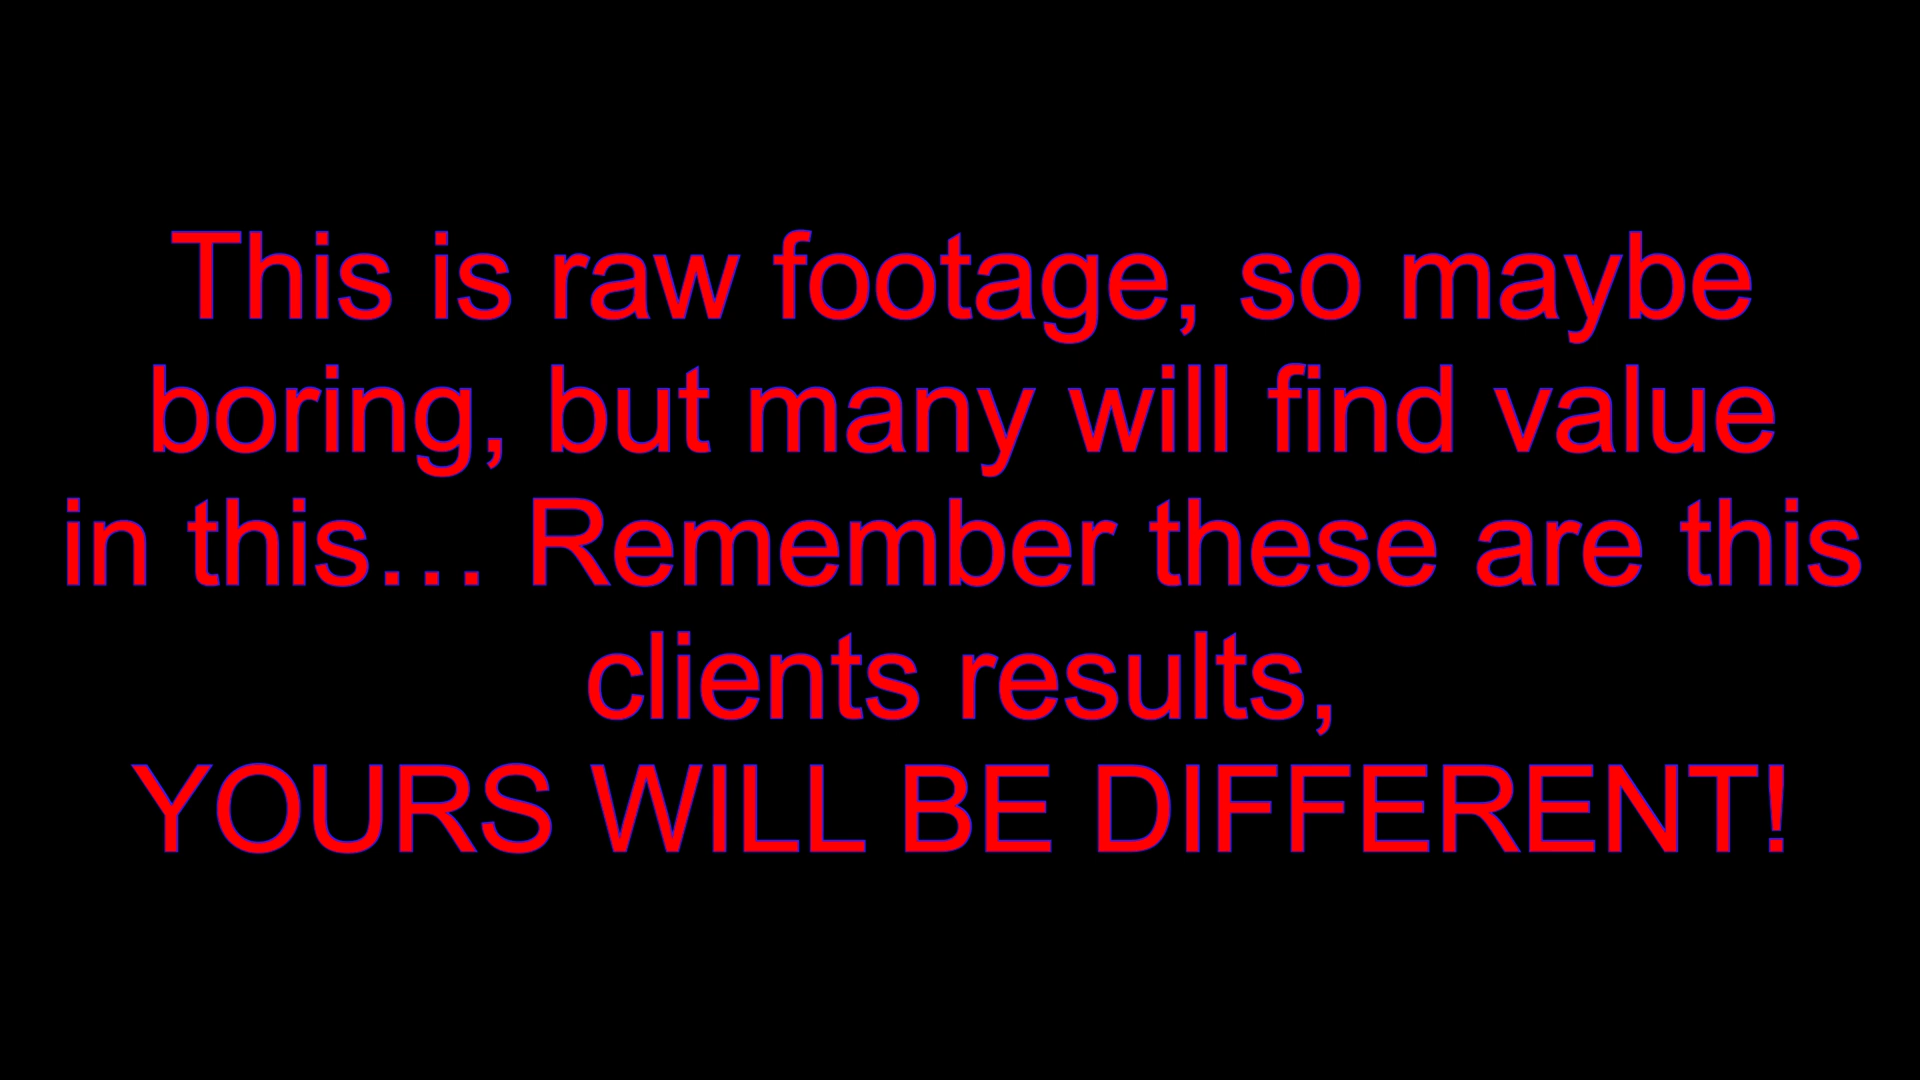 This is raw footage, so maybe
boring, but many will find value
in this… Remember these are this
clients results,
YOURS WILL BE DIFFERENT!